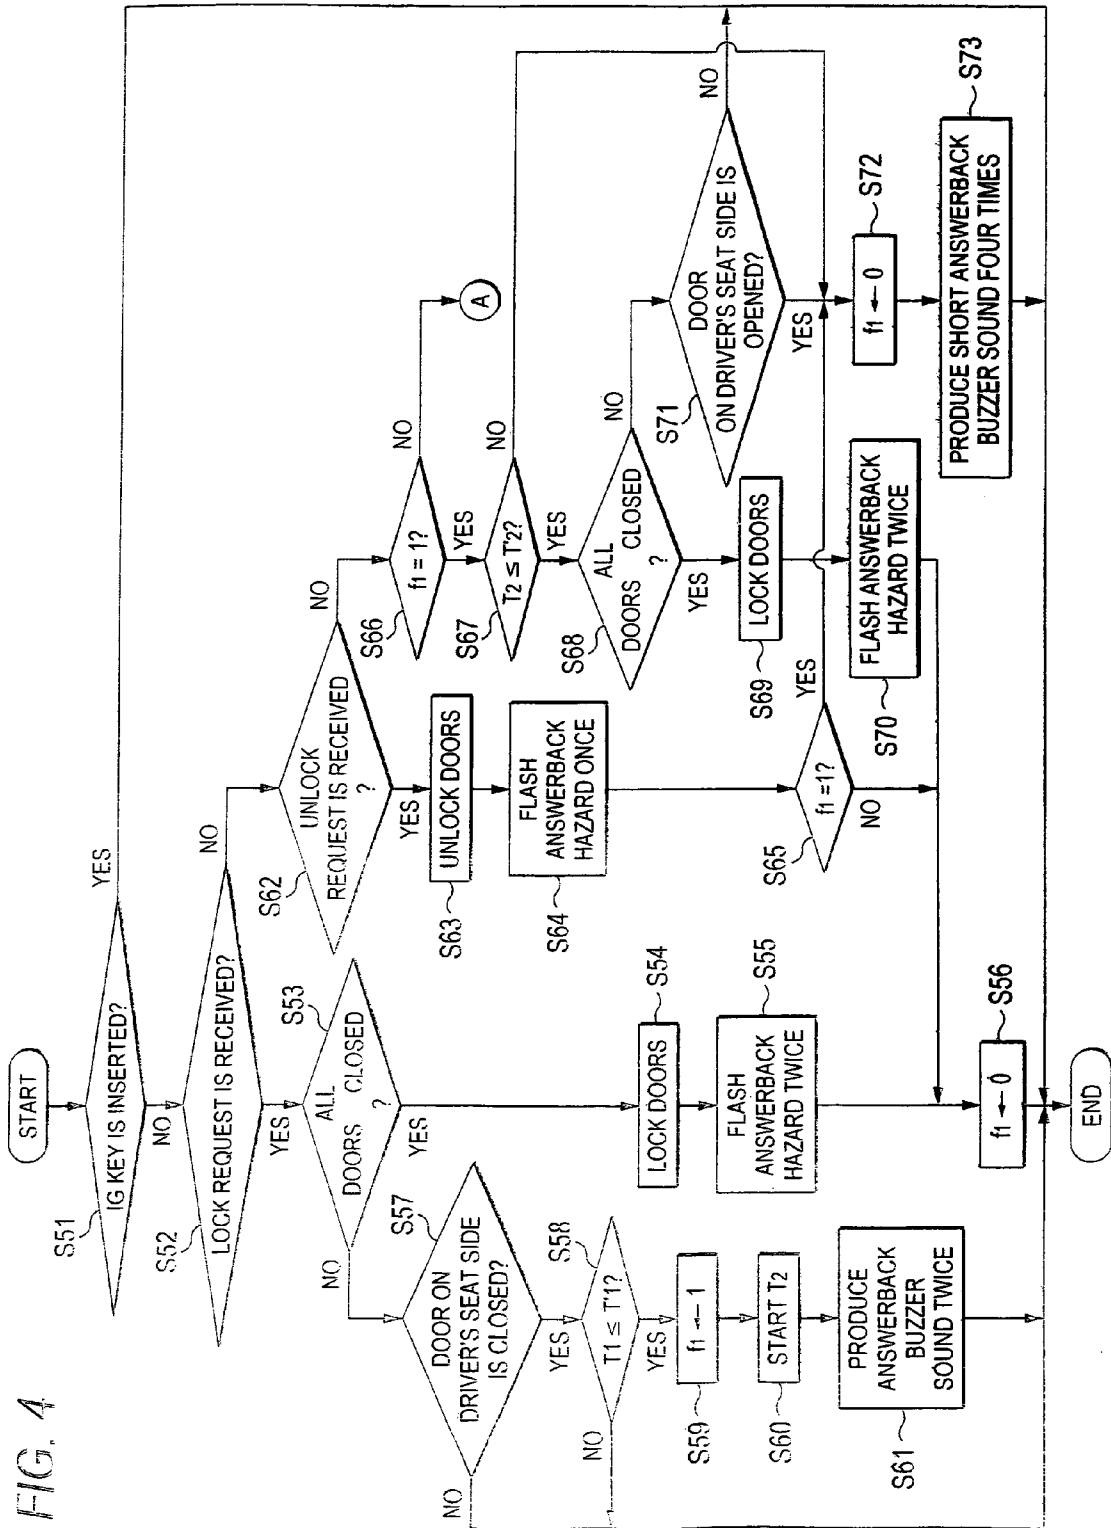 FIG. 4
START
S51
IG KEY IS INSERTED?
YES
NO
S52
LOCK REQUEST IS RECEIVED?
NO
YES
S53
ALL
DOORS CLOSED
?
NO
YES
S57
DOOR ON
DRIVER'S SEAT SIDE
IS CLOSED?
NO
YES
S58
T1 ≤ T'1?
NO
YES
S59
f1 ← 1
S60
START T2
S61
PRODUCE
ANSWERBACK
BUZZER
SOUND TWICE
S54
LOCK DOORS
S55
FLASH
ANSWERBACK
HAZARD TWICE
S56
f1 ← 0
END
S62
UNLOCK
REQUEST IS RECEIVED
?
NO
YES
S63
UNLOCK DOORS
S64
FLASH
ANSWERBACK
HAZARD ONCE
S65
f1 =1?
YES
NO
S66
f1 = 1?
NO
A
YES
S67
T2 ≤ T'2?
NO
YES
S68
ALL
DOORS CLOSED
?
NO
YES
S69
LOCK DOORS
S70
FLASH ANSWERBACK
HAZARD TWICE
S71
DOOR
ON DRIVER'S SEAT SIDE IS
OPENED?
NO
YES
S72
f1 ← 0
S73
PRODUCE SHORT ANSWERBACK
BUZZER SOUND FOUR TIMES